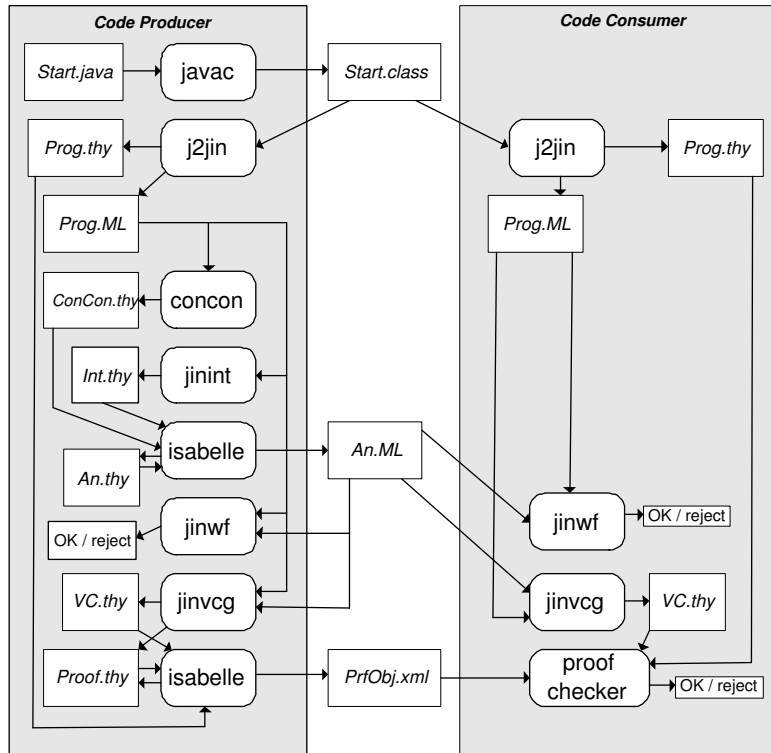 Code Producer
Code Consumer
Start.java
javac
Start.class
Prog.thy
j2jin
j2jin
Prog.thy
Prog.ML
Prog.ML
ConCon.thy
concon
Int.thy
jinint
isabelle
An.ML
An.thy
OK / reject
jinwf
jinwf
OK / reject
VC.thy
jinvcg
jinvcg
VC.thy
Proof.thy
isabelle
PrfObj.xml
proof
checker
OK / reject